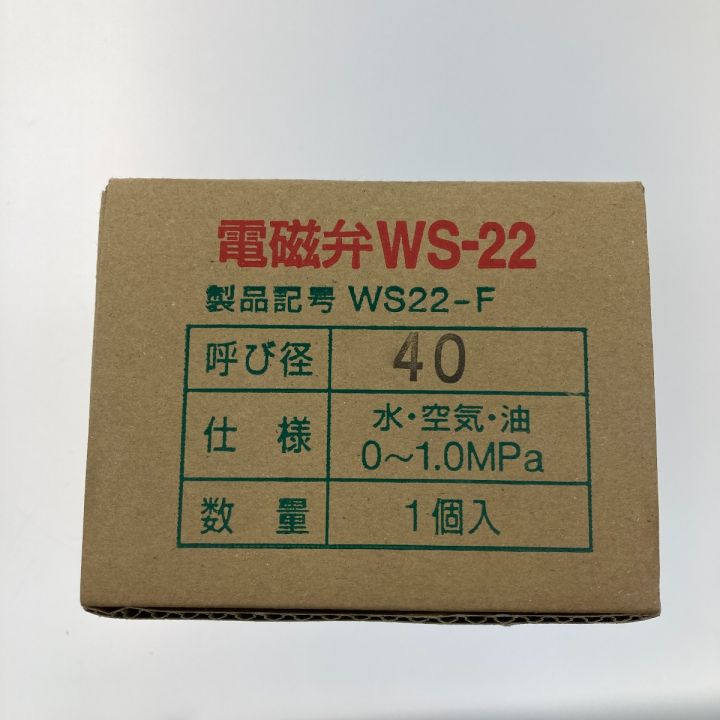 電磁弁WS-22
製品記号 WS22-F
呼び径 40
仕様 水・空気・油
0～1.0MPa
数量 1個入